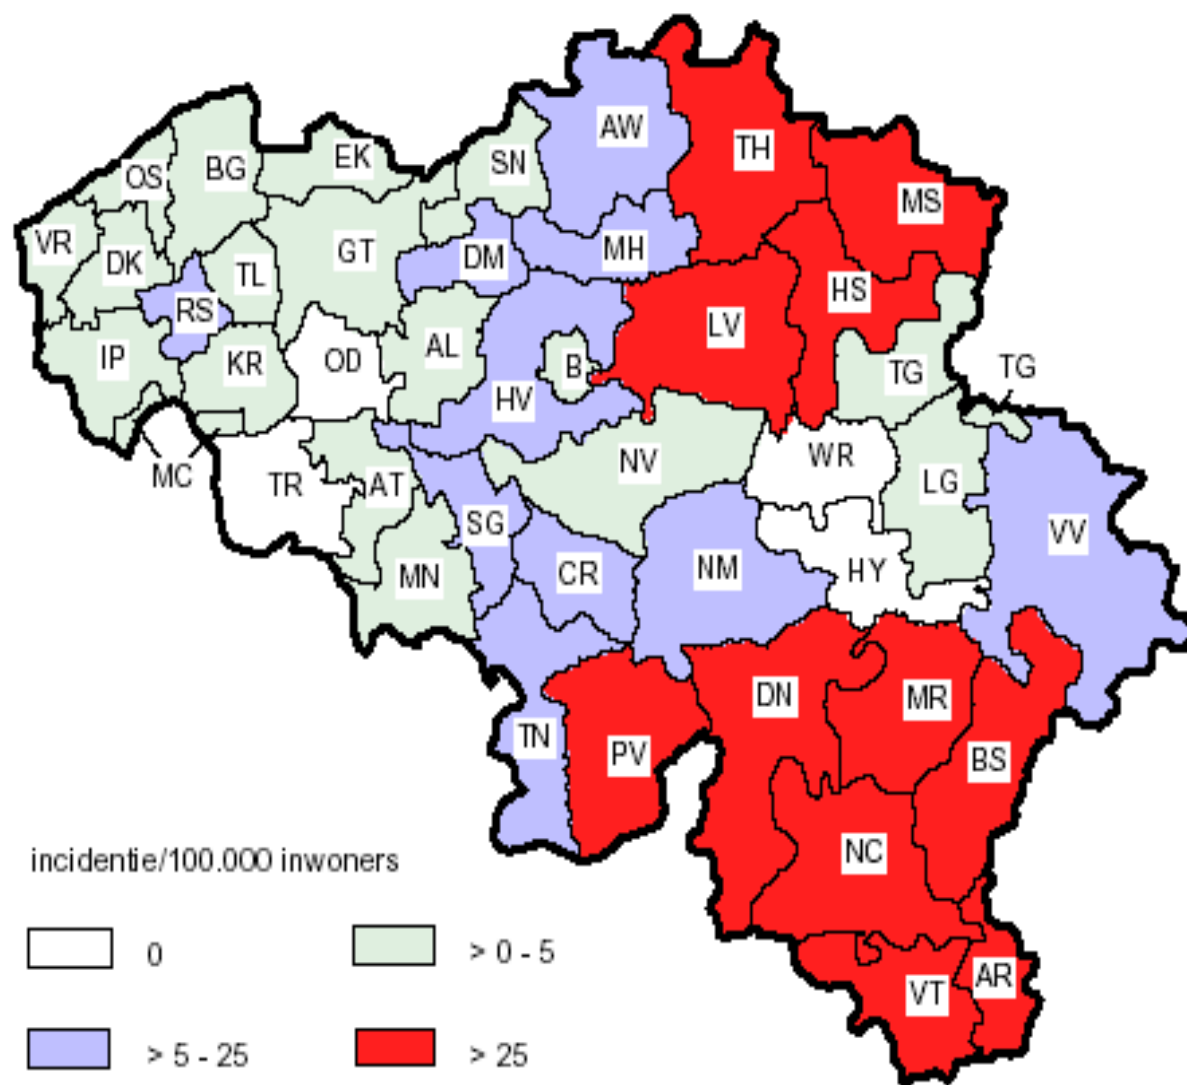 AW
TH
EK
SN
BG
OS
MS
VR
GT
MH
DK
TL
DM
HS
RS
LV
IP
KR
OD
AL
B
TG
TG
HV
MC
TR
AT
NV
WR
LG
SG
VV
MN
CR
NM
HY
DN
MR
TN
PV
BS
NC
incidentie/100.000 inwoners
0
> 0 - 5
AR
VT
> 5 - 25
> 25